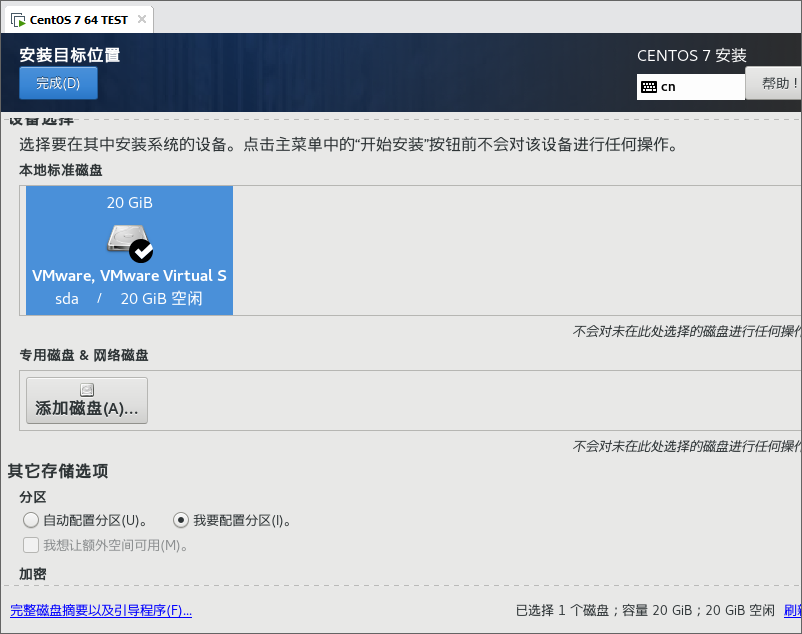 CentOS 7 64 TEST
安装目标位置
CENTOS 7 安装
完成(D)
cn
帮助！
设备选择
选择要在其中安装系统的设备。点击主菜单中的“开始安装”按钮前不会对该设备进行任何操作。
本地标准磁盘
20 GiB
VMware, VMware Virtual S
sda / 20 GiB 空闲
不会对未在此处选择的磁盘进行任何操作
专用磁盘 & 网络磁盘
添加磁盘(A)...
不会对未在此处选择的磁盘进行任何操作
其它存储选项
分区
自动配置分区(U)。 我要配置分区(I)。
我想让额外空间可用(M)。
加密
完整磁盘摘要以及引导程序(F)... 已选择 1 个磁盘；容量 20 GiB；20 GiB 空闲 刷新